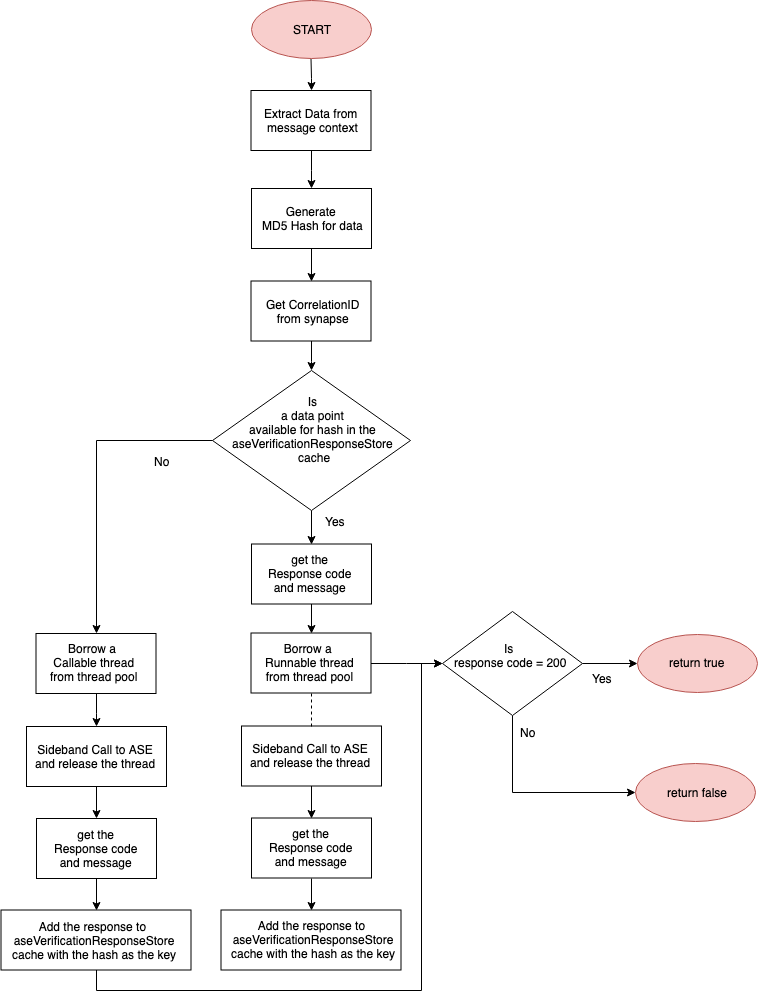 START
Extract Data from
message context
Generate
MD5 Hash for data
Get CorrelationID
from synapse
Is
a data point
available for hash in the
aseVerificationResponseStore
cache
No
Yes
get the
Response code
and message
Borrow a
Callable thread
from thread pool
Borrow a
Runnable thread
from thread pool
Is
response code = 200
Yes
return true
No
return false
Sideband Call to ASE
and release the thread
Sideband Call to ASE
and release the thread
get the
Response code
and message
get the
Response code
and message
Add the response to
aseVerificationResponseStore
cache with the hash as the key
Add the response to
aseVerificationResponseStore
cache with the hash as the key